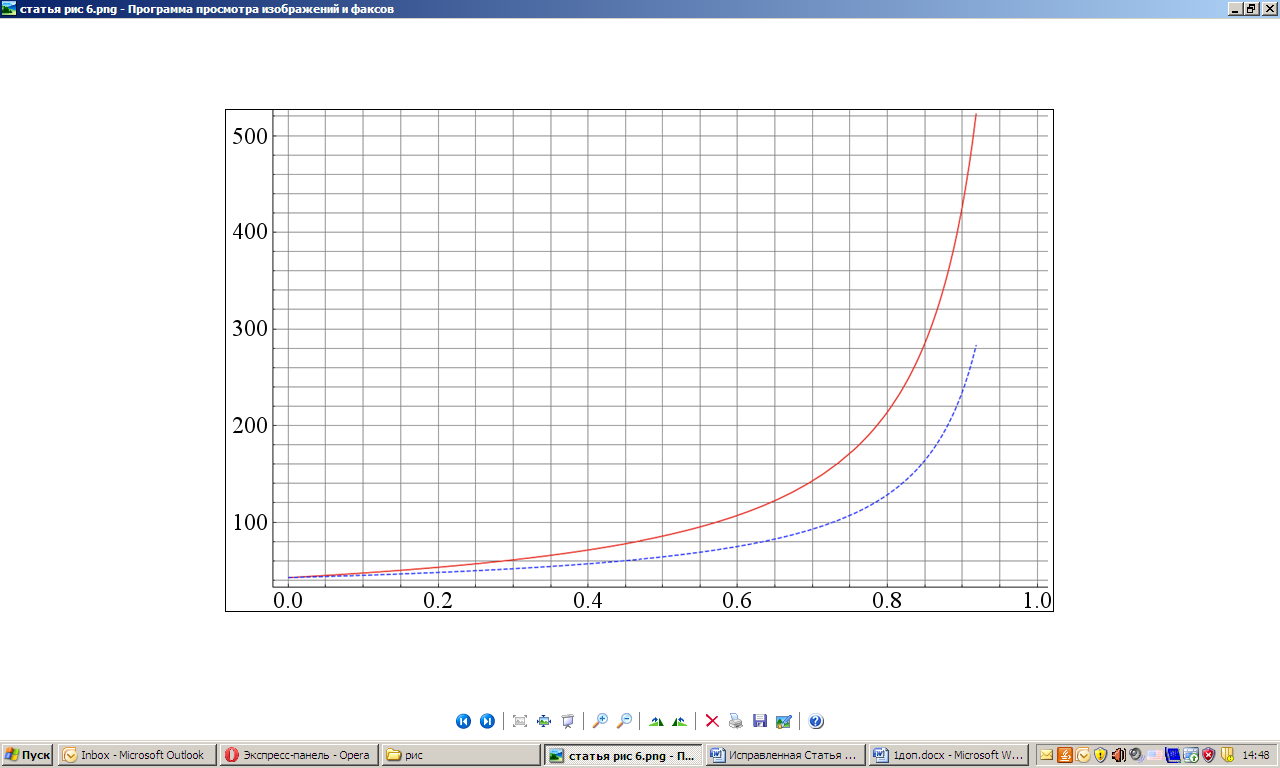 статья рис 6.png - Программа просмотра изображений и факсов
500
400
300
200
100
0.0 0.2 0.4 0.6 0.8 1.0
Пуск Inbox - Microsoft Outlook Экспресс-панель - Opera рис статья рис 6.png - П... Исправленная Статья ... 1доп.docx - Microsoft W... 14:48